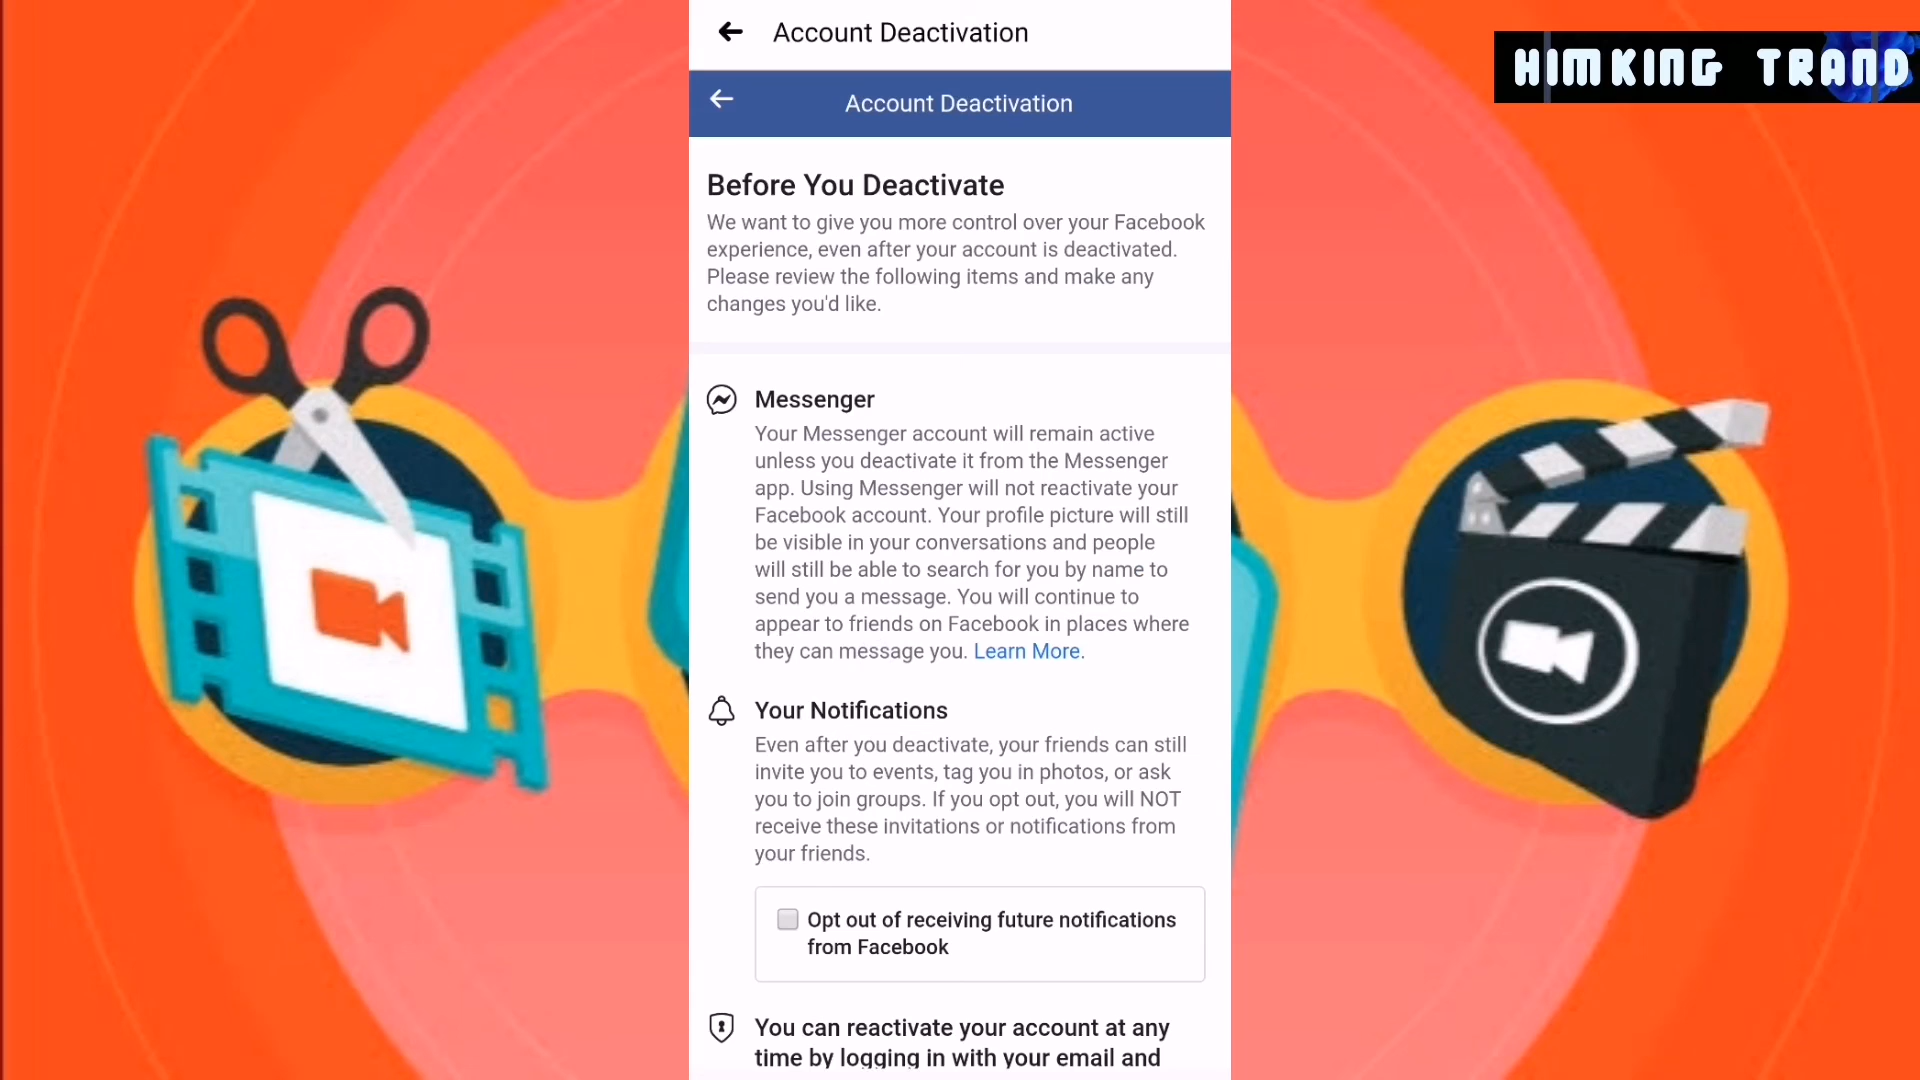 Account Deactivation
HIMKING TRAND
Account Deactivation
Before You Deactivate
We want to give you more control over your Facebook
experience, even after your account is deactivated.
Please review the following items and make any
changes you'd like.
Messenger
Your Messenger account will remain active
unless you deactivate it from the Messenger
app. Using Messenger will not reactivate your
Facebook account. Your profile picture will still
be visible in your conversations and people
will still be able to search for you by name to
send you a message. You will continue to
appear to friends on Facebook in places where
they can message you. Learn More.
Your Notifications
Even after you deactivate, your friends can still
invite you to events, tag you in photos, or ask
you to join groups. If you opt out, you will NOT
receive these invitations or notifications from
your friends.
Opt out of receiving future notifications
from Facebook
You can reactivate your account at any
time by logging in with your email and